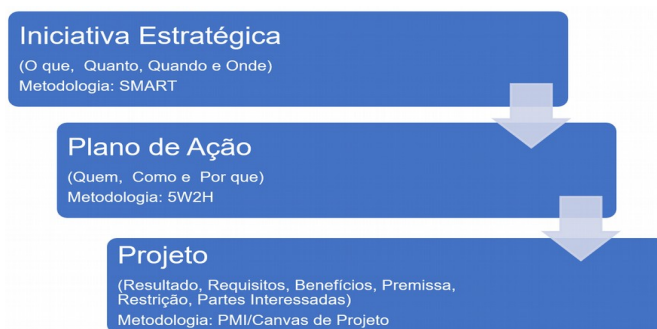 Iniciativa Estratégica
(O que, Quanto, Quando e Onde)
Metodologia: SMART
Plano de Ação
(Quem, Como e Por que)
Metodologia: 5W2H
Projeto
(Resultado, Requisitos, Benefícios, Premissa,
Restrição, Partes Interessadas)
Metodologia: PMI/Canvas de Projeto